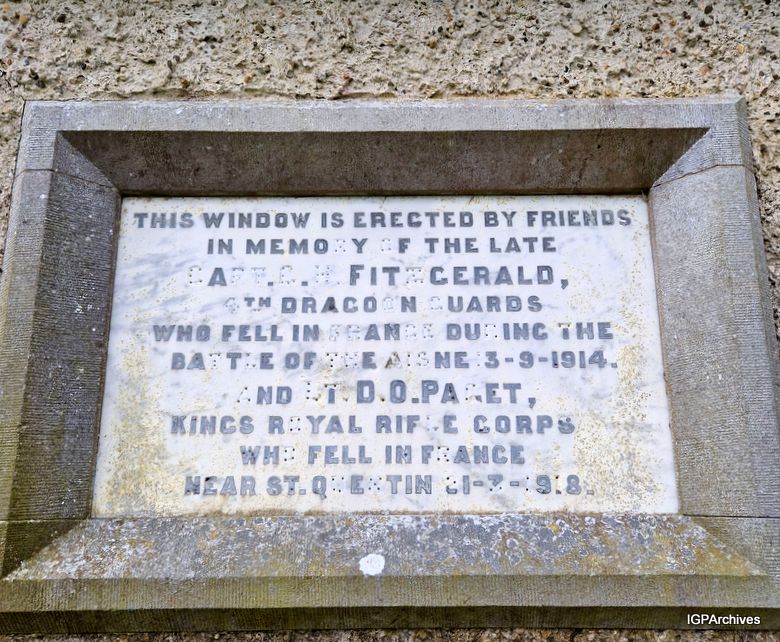 THIS WINDOW IS ERECTED BY FRIENDS
IN MEMORY OF THE LATE
CAPT. G. H. FITZGERALD,
4TH DRAGOON GUARDS
WHO FELL IN FRANCE DURING THE
BATTLE OF THE AISNE 13-9-1914.
AND LT. D.O. PAGET,
KINGS ROYAL RIFLE CORPS
WHO FELL IN FRANCE
NEAR ST. QUENTIN 21-3-1918.
IGPArchives